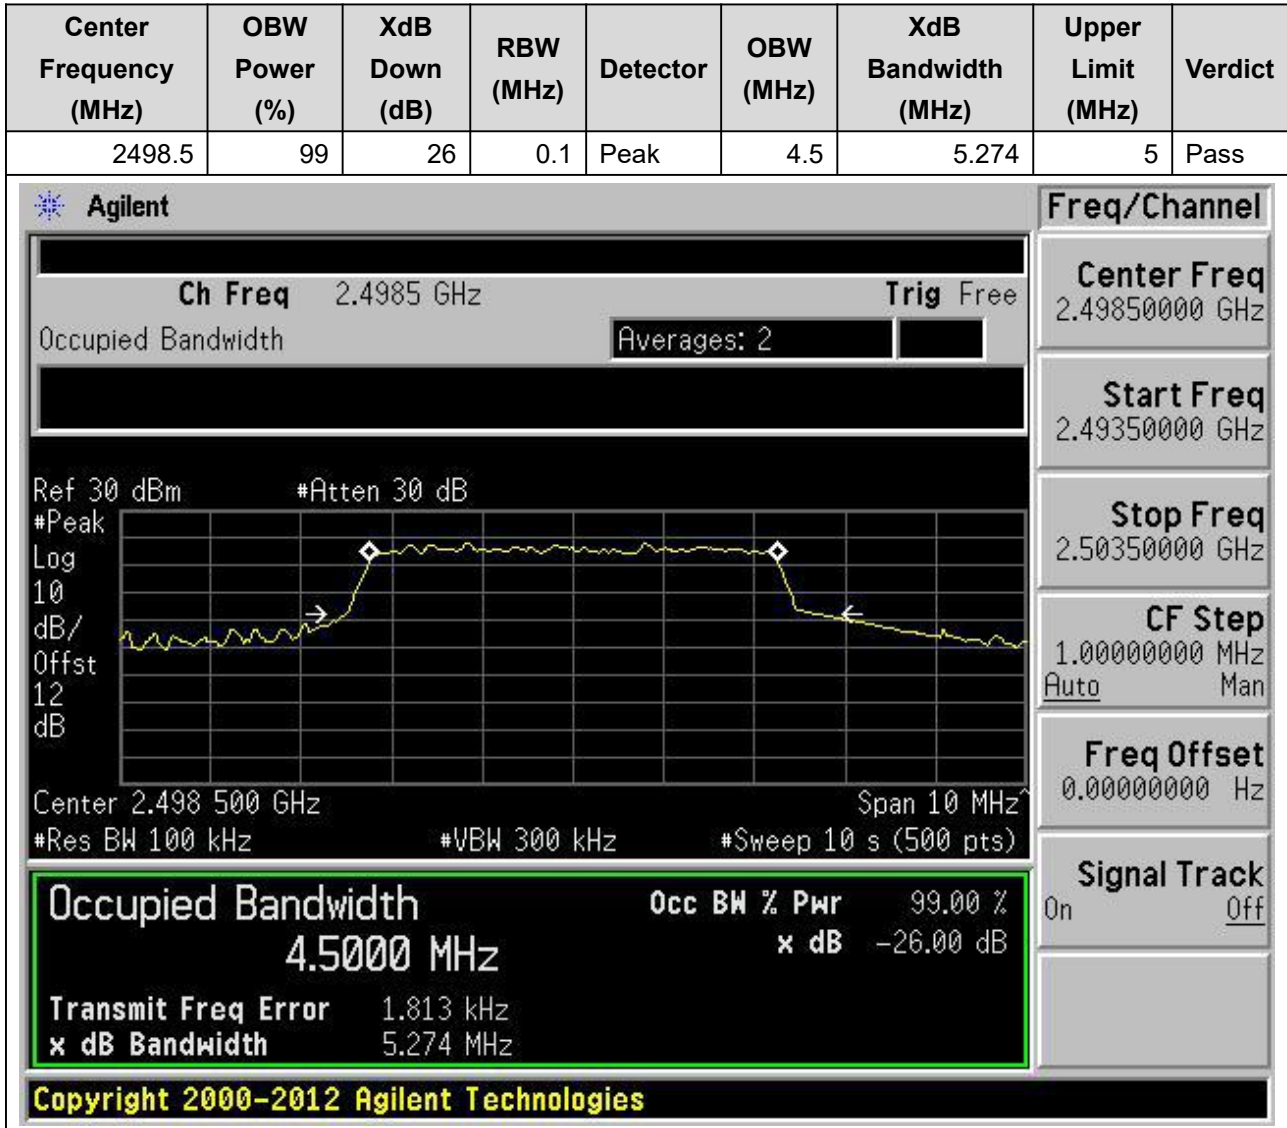 Center Frequency (MHz) OBW Power (%) XdB Down (dB) RBW (MHz) Detector OBW (MHz) XdB Bandwidth (MHz) Upper Limit (MHz) Verdict
2498.5 99 26 0.1 Peak 4.5 5.274 5 Pass
Agilent
Freq/Channel
Ch Freq 2.4985 GHz Trig Free
Occupied Bandwidth Averages: 2
Ref 30 dBm #Atten 30 dB
#Peak
Log
10
dB/
Offst
12
dB
Center 2.498 500 GHz Span 10 MHz^
#Res BW 100 kHz #VBW 300 kHz #Sweep 10 s (500 pts)
Occupied Bandwidth Occ BW % Pwr 99.00 %
4.5000 MHz x dB -26.00 dB
Transmit Freq Error 1.813 kHz
x dB Bandwidth 5.274 MHz
Center Freq
2.49850000 GHz
Start Freq
2.49350000 GHz
Stop Freq
2.50350000 GHz
CF Step
1.00000000 MHz
Auto Man
Freq Offset
0.00000000 Hz
Signal Track
On Off
Copyright 2000-2012 Agilent Technologies